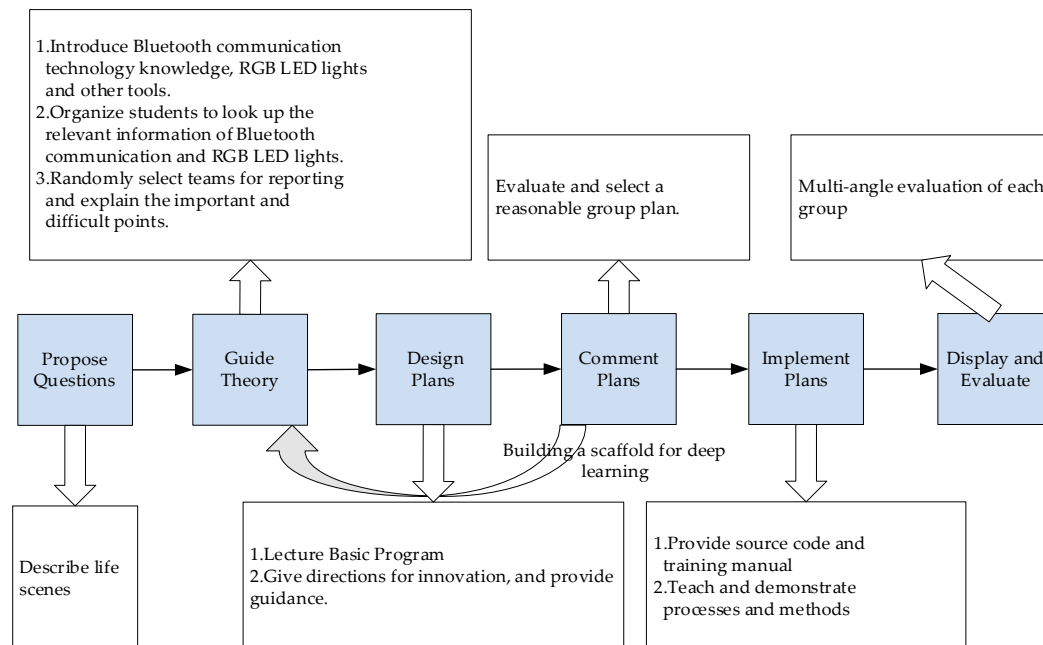 1.Introduce Bluetooth communication
technology knowledge, RGB LED lights
and other tools.
2.Organize students to look up the
relevant information of Bluetooth
communication and RGB LED lights.
3.Randomly select teams for reporting
and explain the important and
difficult points.
Evaluate and select a
reasonable group plan.
Multi-angle evaluation of each
group
Propose
Questions
Guide
Theory
Design
Plans
Comment
Plans
Implement
Plans
Display and
Evaluate
Building a scaffold for deep
learning
Describe life
scenes
1.Lecture Basic Program
2.Give directions for innovation, and provide
guidance.
1.Provide source code and
training manual
2.Teach and demonstrate
processes and methods